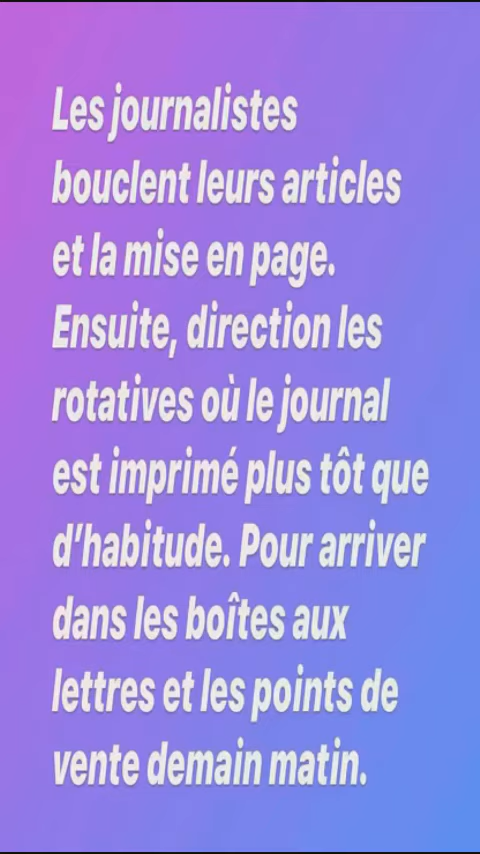 Les journalistes
bouclent leurs articles
et la mise en page.
Ensuite, direction les
rotatives où le journal
est imprimé plus tôt que
d’habitude. Pour arriver
dans les boîtes aux
lettres et les points de
vente demain matin.